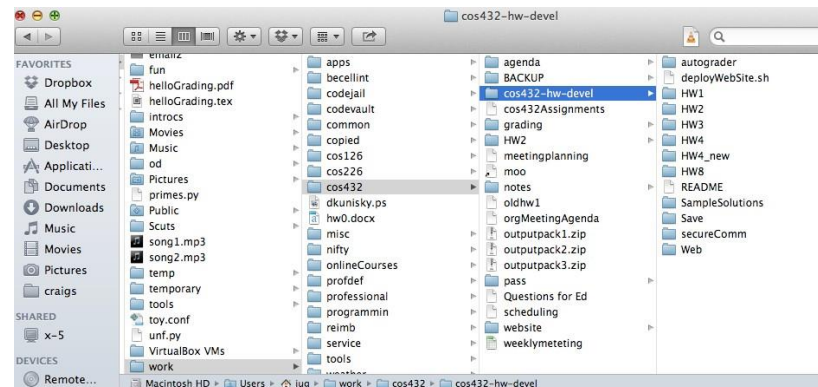 cos432-hw-devel
FAVORITES
Dropbox
All My Files
AirDrop
Desktop
Applicati...
Documents
Downloads
Music
Movies
Pictures
craigs
SHARED
x-5
DEVICES
Remote...
email2
fun
helloGrading.pdf
helloGrading.tex
introcs
Movies
Music
od
Pictures
primes.py
Public
Scuts
song1.mp3
song2.mp3
temp
temporary
tools
toy.conf
unf.py
VirtualBox VMs
work
apps
becellint
codejail
codevault
common
copied
cos126
cos226
cos432
dkunisky.ps
hw0.docx
misc
nifty
onlineCourses
profdef
professional
programmin
reimb
service
tools
weather
agenda
BACKUP
cos432-hw-devel
cos432Assignments
grading
HW2
meetingplanning
moo
notes
oldhw1
orgMeetingAgenda
outputpack1.zip
outputpack2.zip
outputpack3.zip
pass
Questions for Ed
scheduling
website
weeklymeteting
autograder
deployWebSite.sh
HW1
HW2
HW3
HW4
HW4_new
HW8
README
SampleSolutions
Save
secureComm
Web
Macintosh HD ▸ Users ▸ jug ▸ work ▸ cos432 ▸ cos432-hw-devel